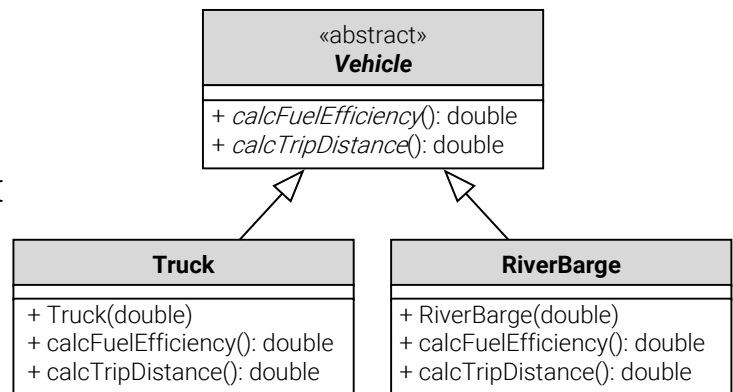 «abstract»
Vehicle
+ calcFuelEfficiency(): double
+ calcTripDistance(): double
Truck
+ Truck(double)
+ calcFuelEfficiency(): double
+ calcTripDistance(): double
RiverBarge
+ RiverBarge(double)
+ calcFuelEfficiency(): double
+ calcTripDistance(): double